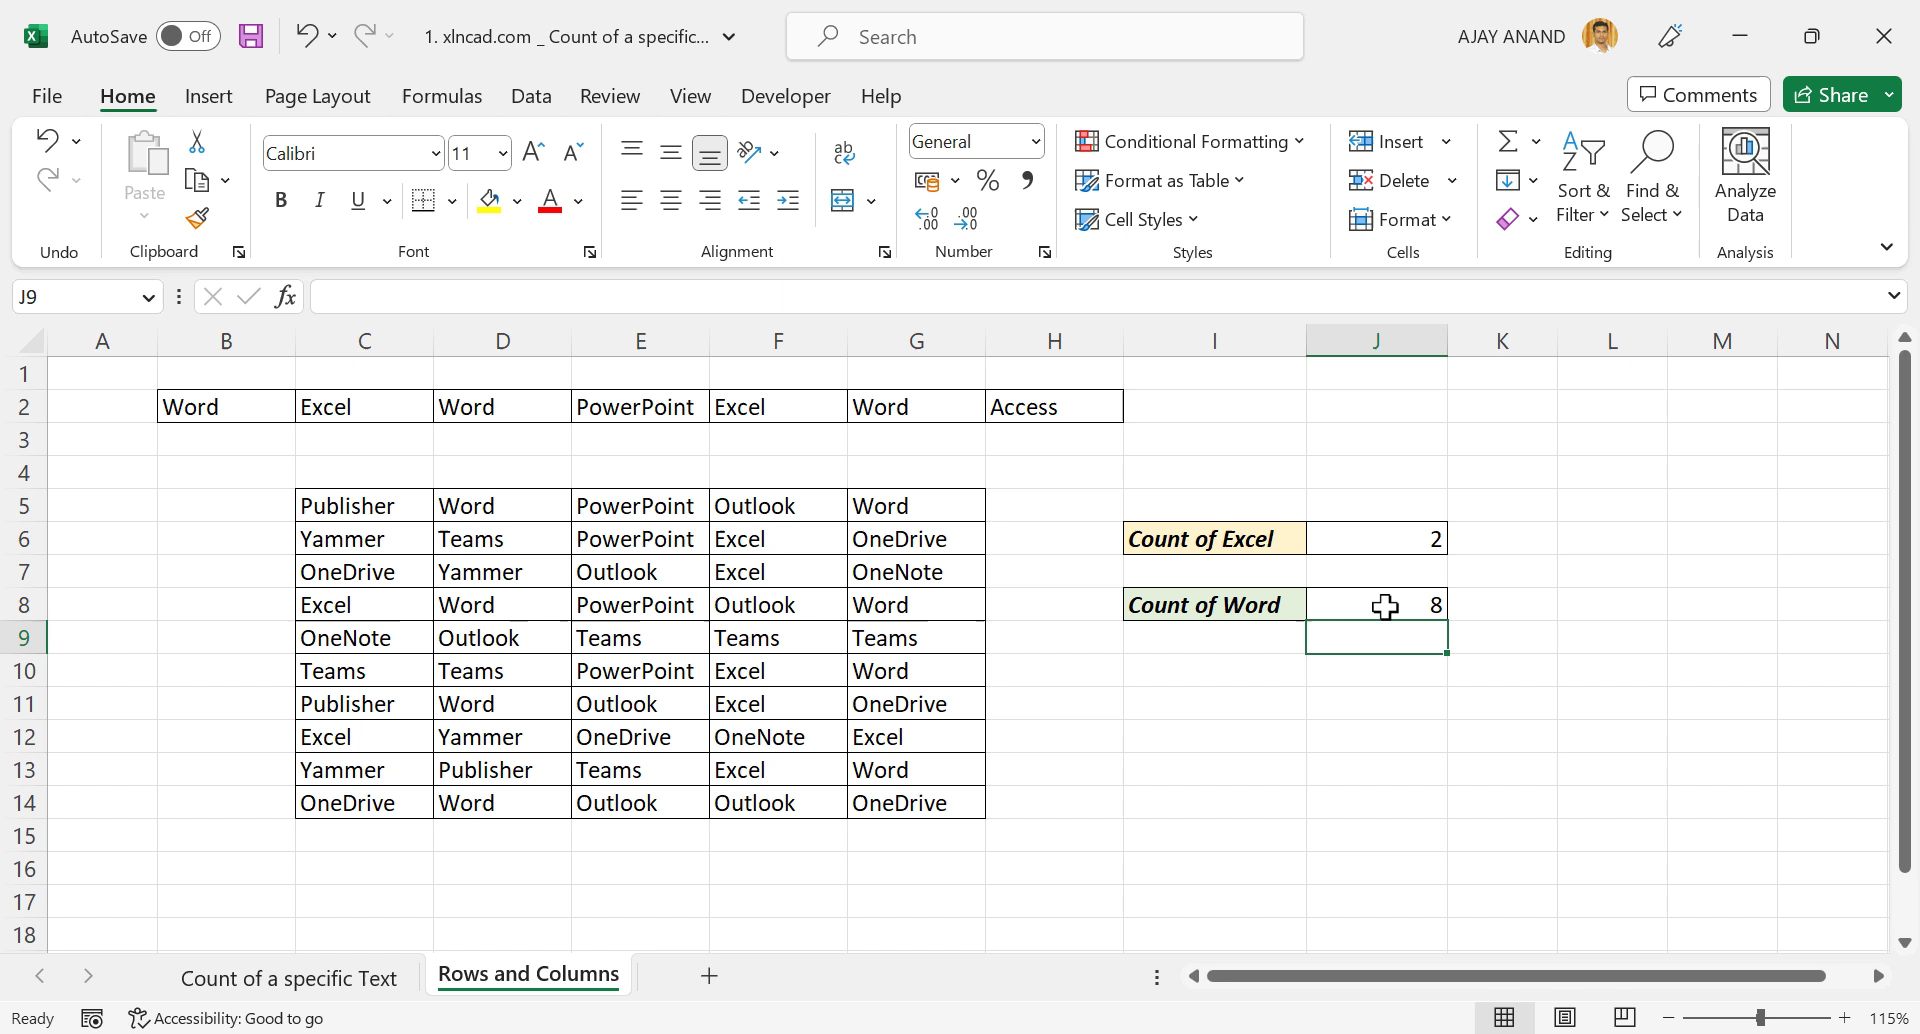 AutoSave Off 1. xlncad.com _ Count of a specific... Search AJAY ANAND
File Home Insert Page Layout Formulas Data Review View Developer Help Comments Share
Paste
Undo
Clipboard
Calibri 11
B I U
Font
ab
Alignment
General
% ,
.00 .00
Number
Conditional Formatting
Format as Table
Cell Styles
Styles
Insert
Delete
Format
Cells
Sort & Filter
Find & Select
Editing
Analyze Data
Analysis
J9 fx
A B C D E F G H I J K L M N
1
2 Word Excel Word PowerPoint Excel Word Access
3
4
5 Publisher Word PowerPoint Outlook Word
6 Yammer Teams PowerPoint Excel OneDrive Count of Excel 2
7 OneDrive Yammer Outlook Excel OneNote
8 Excel Word PowerPoint Outlook Word Count of Word 8
9 OneNote Outlook Teams Teams Teams
10 Teams Teams PowerPoint Excel Word
11 Publisher Word Outlook Excel OneDrive
12 Excel Yammer OneDrive OneNote Excel
13 Yammer Publisher Teams Excel Word
14 OneDrive Word Outlook Outlook OneDrive
15
16
17
18
Count of a specific Text Rows and Columns
Ready Accessibility: Good to go 115%